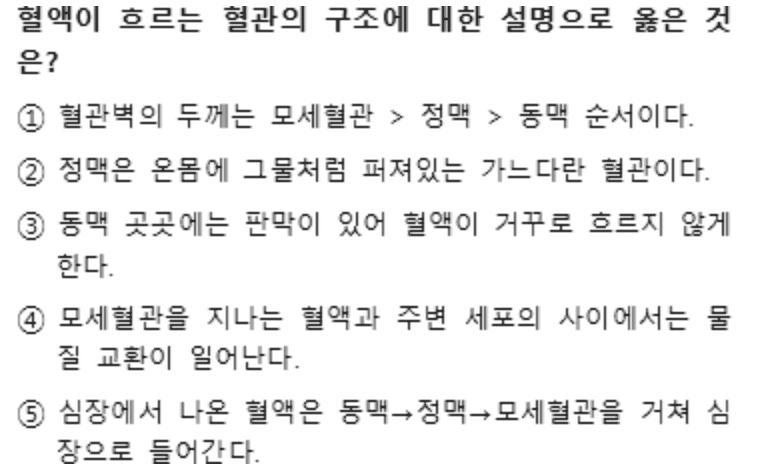 혈액이 흐르는 혈관의 구조에 대한 설명으로 옳은 것
은?
① 혈관벽의 두께는 모세혈관 > 정맥 > 동맥 순서이다.
② 정맥은 온몸에 그물처럼 퍼져있는 가느다란 혈관이다.
③ 동맥 곳곳에는 판막이 있어 혈액이 거꾸로 흐르지 않게
한다.
④ 모세혈관을 지나는 혈액과 주변 세포의 사이에서는 물
질 교환이 일어난다.
⑤ 심장에서 나온 혈액은 동맥→정맥→모세혈관을 거쳐 심
장으로 들어간다.